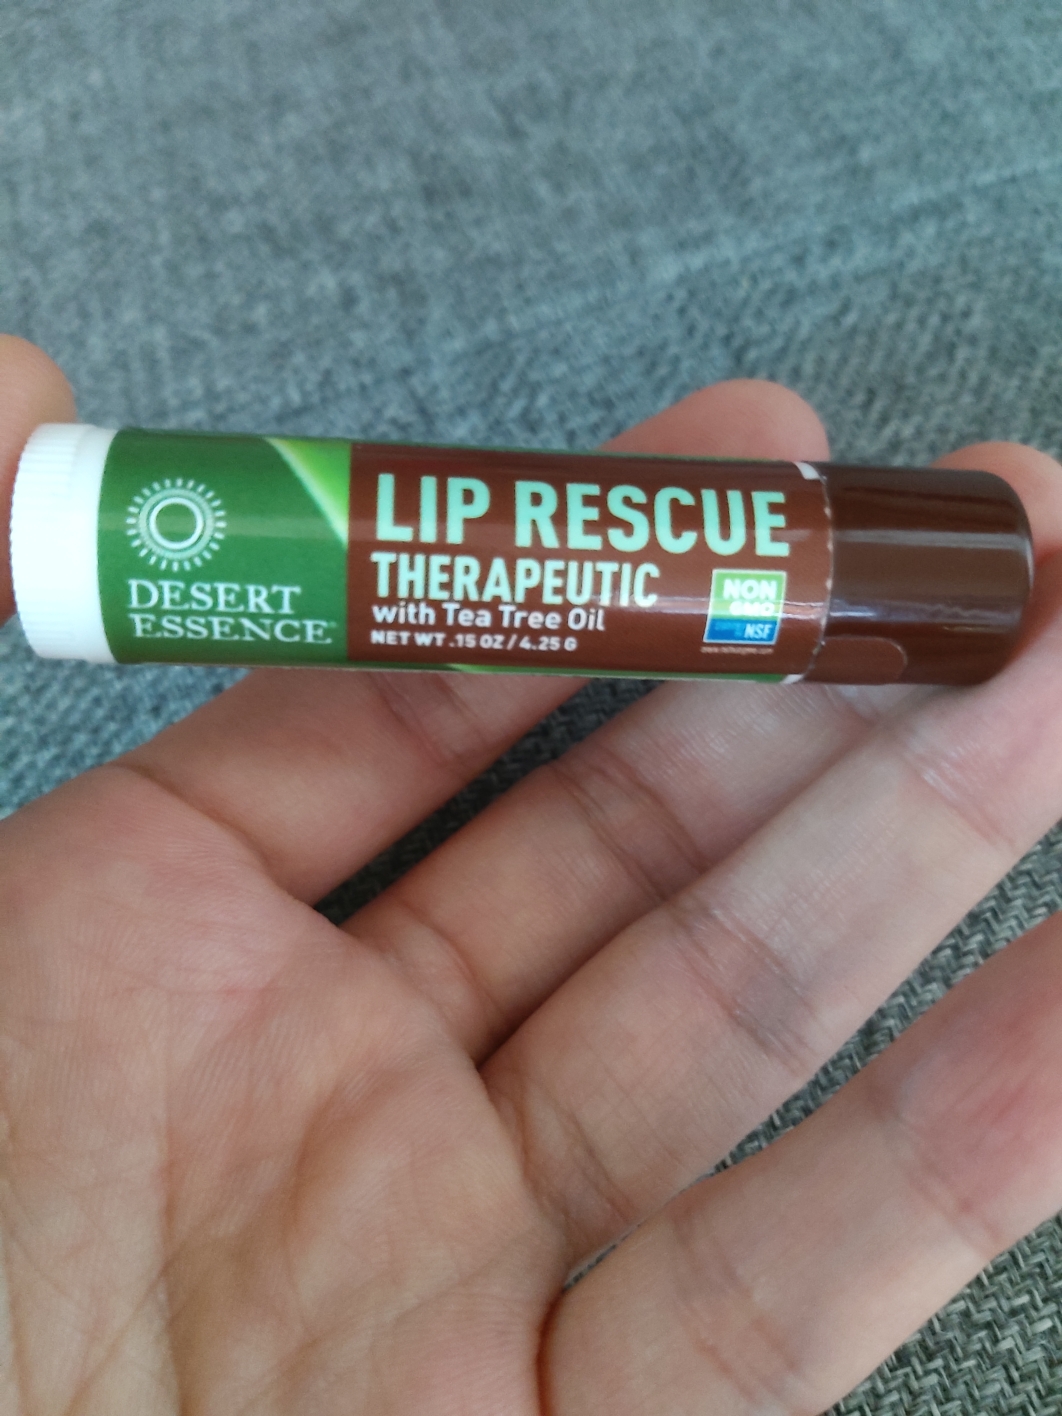 DESERT
ESSENCE
LIP RESCUE
THERAPEUTIC
with Tea Tree Oil
NET WT .15 OZ / 4.25 G
NON
GMO
NSF